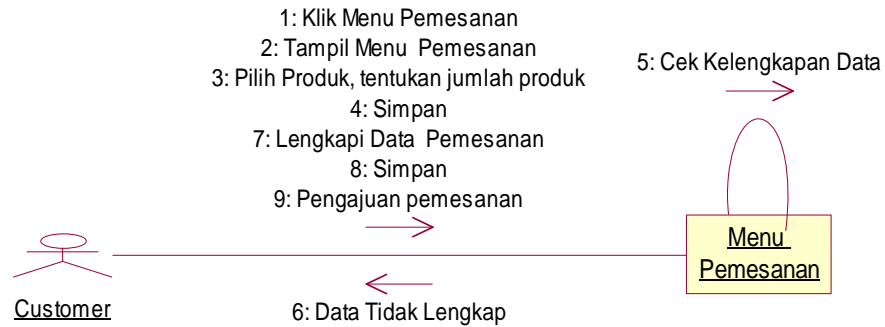 1: Klik Menu Pemesanan
2: Tampil Menu Pemesanan
3: Pilih Produk, tentukan jumlah produk
4: Simpan
7: Lengkapi Data Pemesanan
8: Simpan
9: Pengajuan pemesanan
5: Cek Kelengkapan Data
Menu
Pemesanan
Customer
6: Data Tidak Lengkap